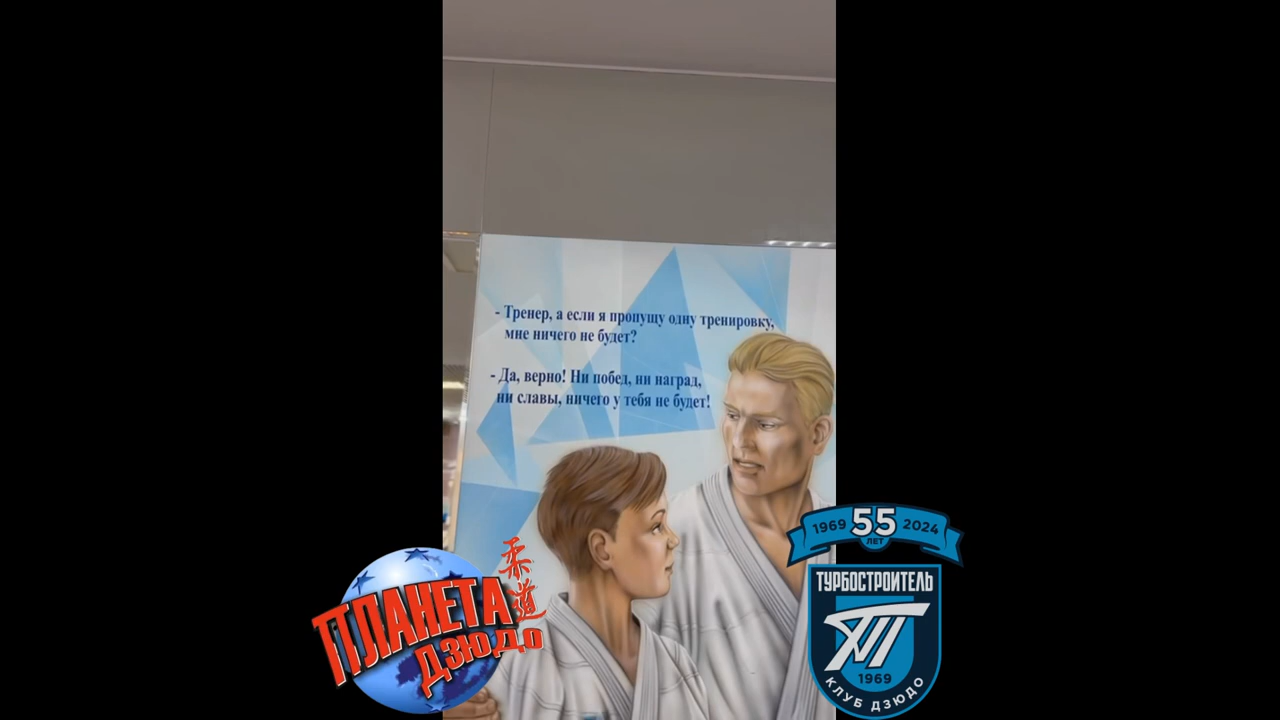 - Тренер, а если я пропущу одну тренировку,
мне ничего не будет?
- Да, верно! Ни побед, ни наград,
ни славы, ничего у тебя не будет!
柔道
ПЛАНЕТА
ДЗЮДО
1969 55 2024
ЛЕТ
ТУРБОСТРОИТЕЛЬ
ТТ
1969
КЛУБ ДЗЮДО